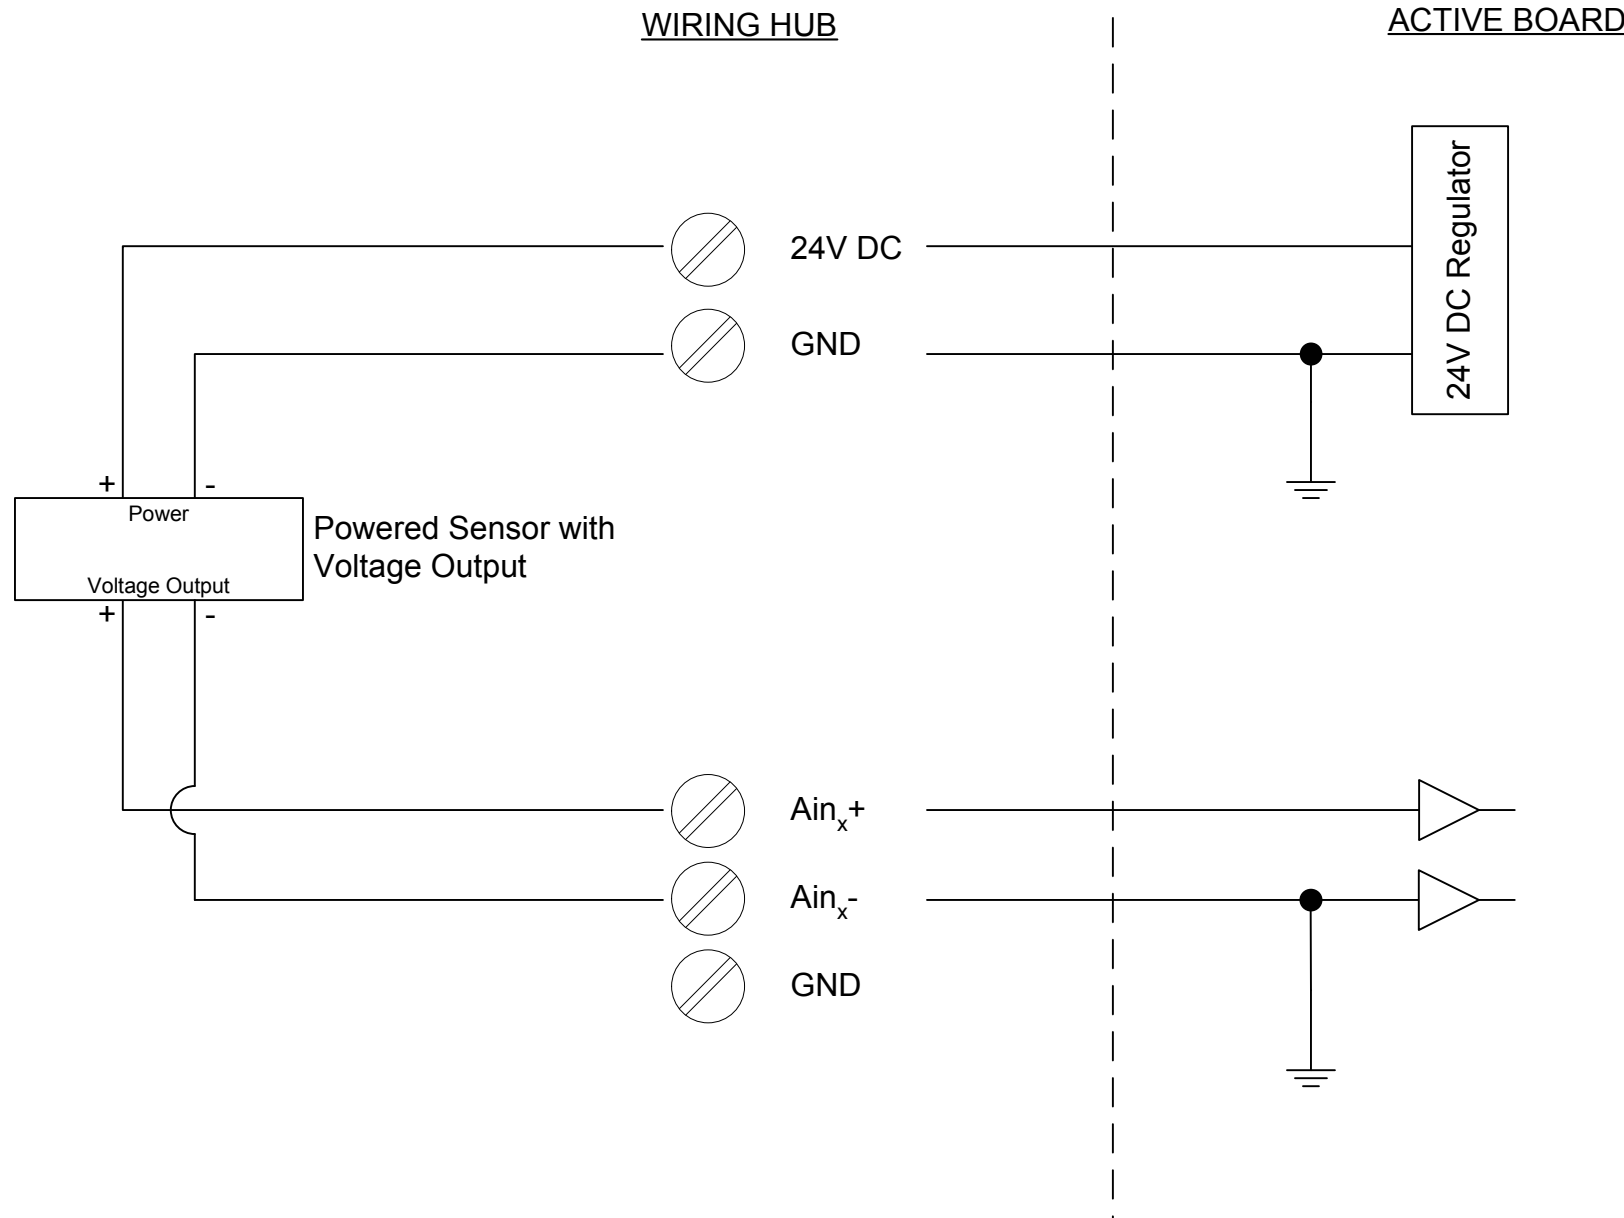 WIRING HUB
ACTIVE BOARD
24V DC
24V DC Regulator
GND
+ -
Power
Powered Sensor with
Voltage Output
Voltage Output
+ -
Ainx+
Ainx-
GND